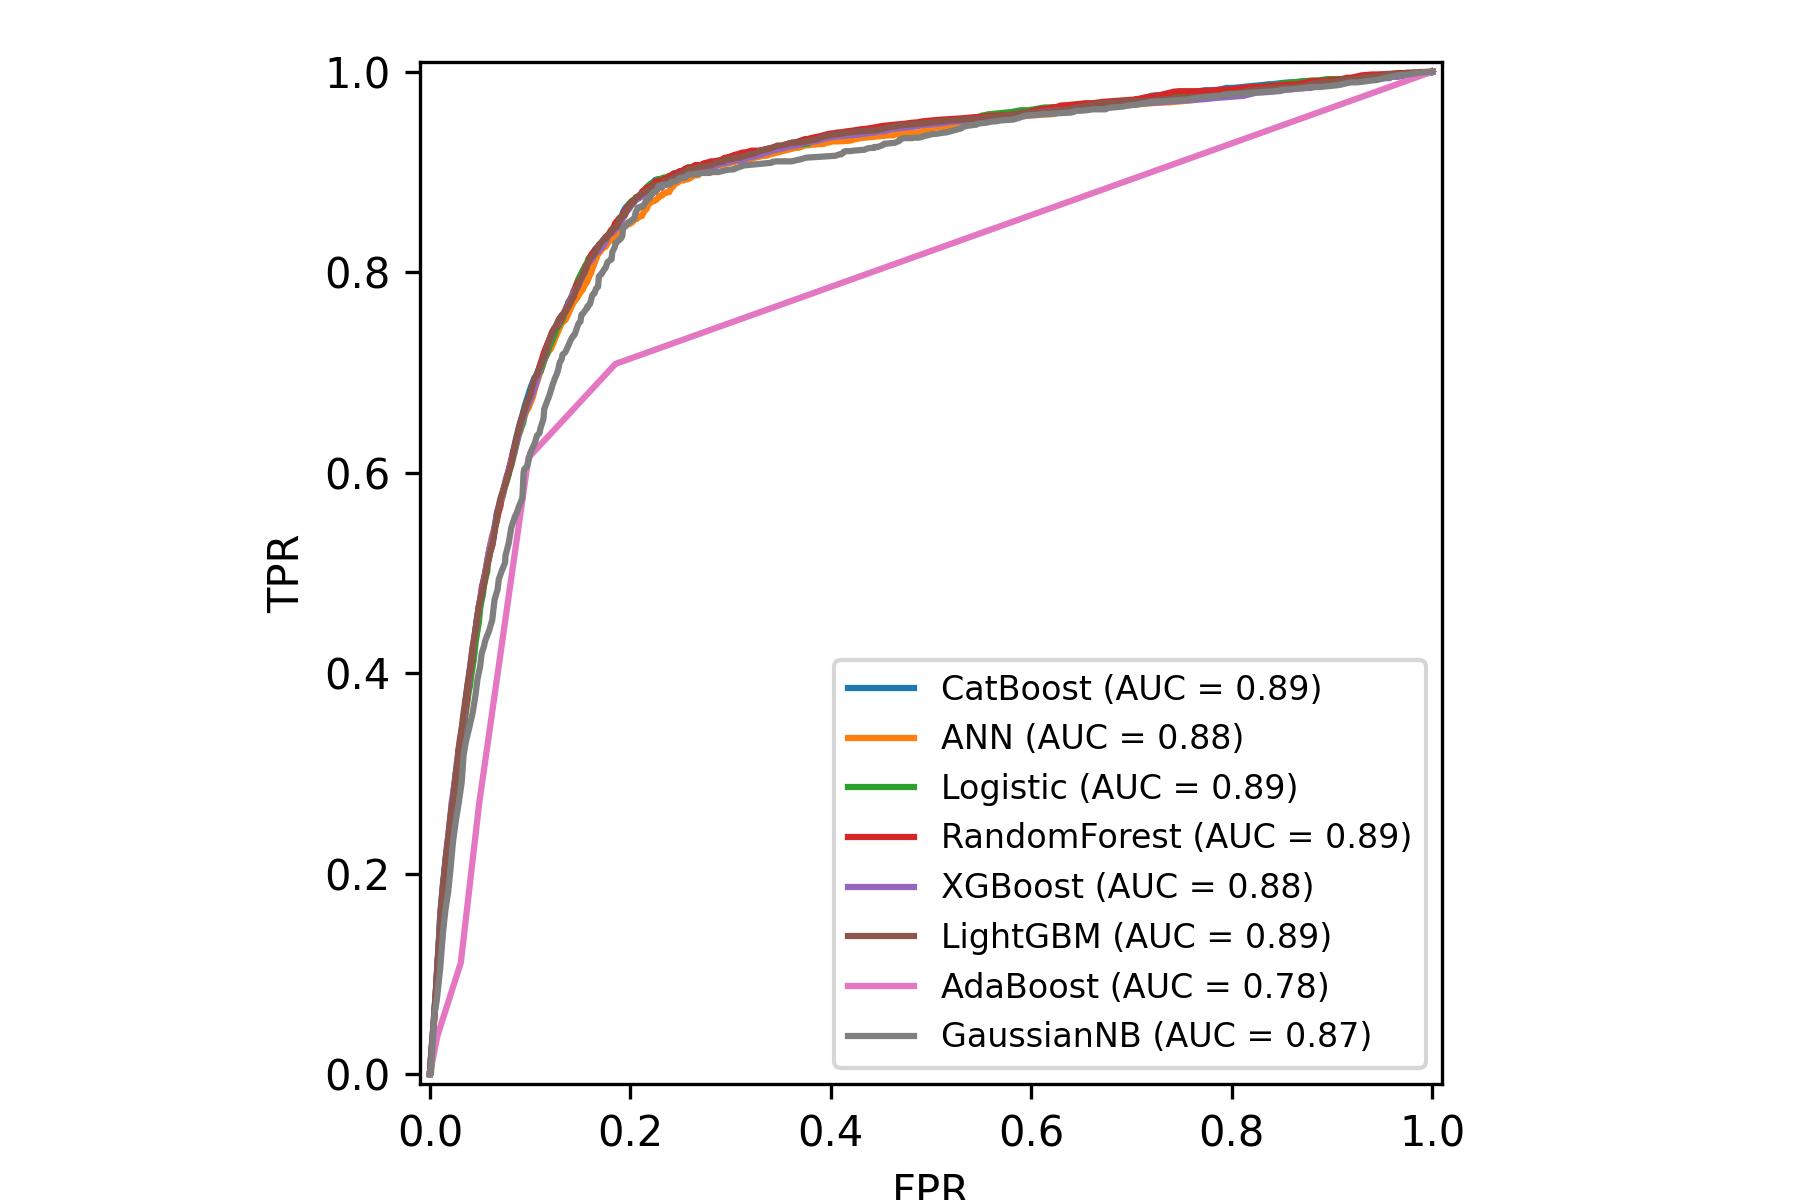 1.0
0.8
0.6
0.4
0.2
0.0
TPR
CatBoost (AUC = 0.89)
ANN (AUC = 0.88)
Logistic (AUC = 0.89)
RandomForest (AUC = 0.89)
XGBoost (AUC = 0.88)
LightGBM (AUC = 0.89)
AdaBoost (AUC = 0.78)
GaussianNB (AUC = 0.87)
0.0 0.2 0.4 0.6 0.8 1.0
FPR